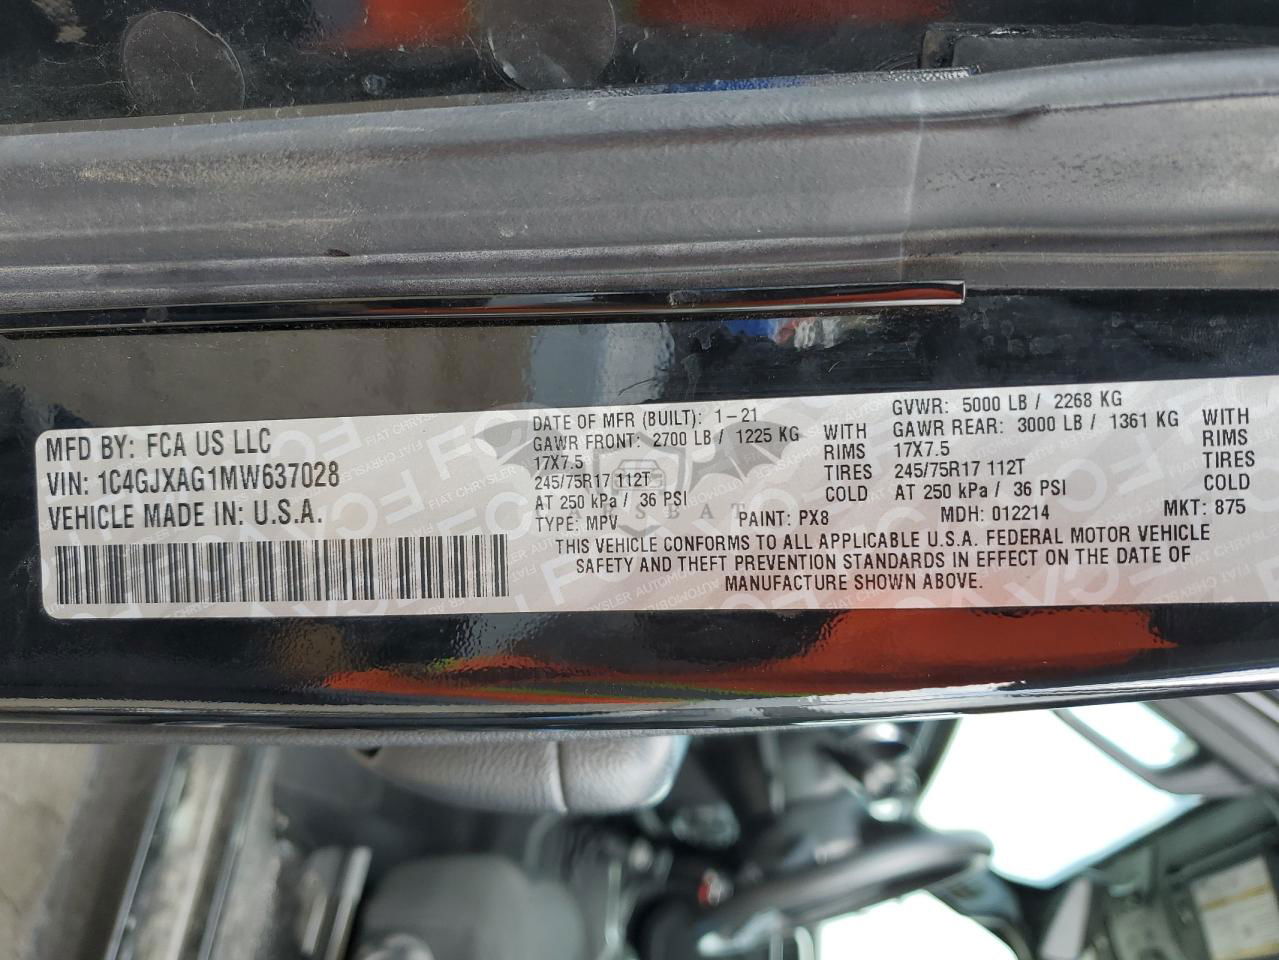 MFD BY: FCA US LLC
VIN: 1C4GJXAG1MW637028
VEHICLE MADE IN: U.S.A.
DATE OF MFR (BUILT): 1-21
GAWR FRONT: 2700 LB / 1225 KG
17X7.5
245/75R17 112T
AT 250 kPa / 36 PSI
WITH
RIMS
TIRES
COLD
GVWR: 5000 LB / 2268 KG
GAWR REAR: 3000 LB / 1361 KG
17X7.5
245/75R17 112T
AT 250 kPa / 36 PSI
WITH
RIMS
TIRES
COLD
TYPE: MPV PAINT: PX8 MDH: 012214 MKT: 875
THIS VEHICLE CONFORMS TO ALL APPLICABLE U.S.A. FEDERAL MOTOR VEHICLE
SAFETY AND THEFT PREVENTION STANDARDS IN EFFECT ON THE DATE OF
MANUFACTURE SHOWN ABOVE.